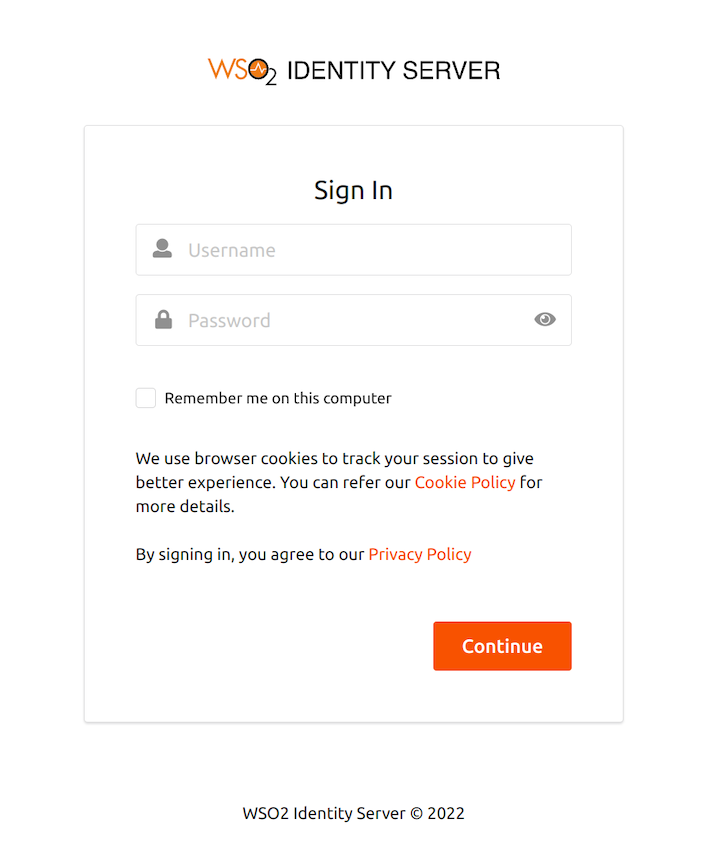 WSO2 IDENTITY SERVER
Sign In
Username
Password
Remember me on this computer
We use browser cookies to track your session to give
better experience. You can refer our Cookie Policy for
more details.
By signing in, you agree to our Privacy Policy
Continue
WSO2 Identity Server © 2022